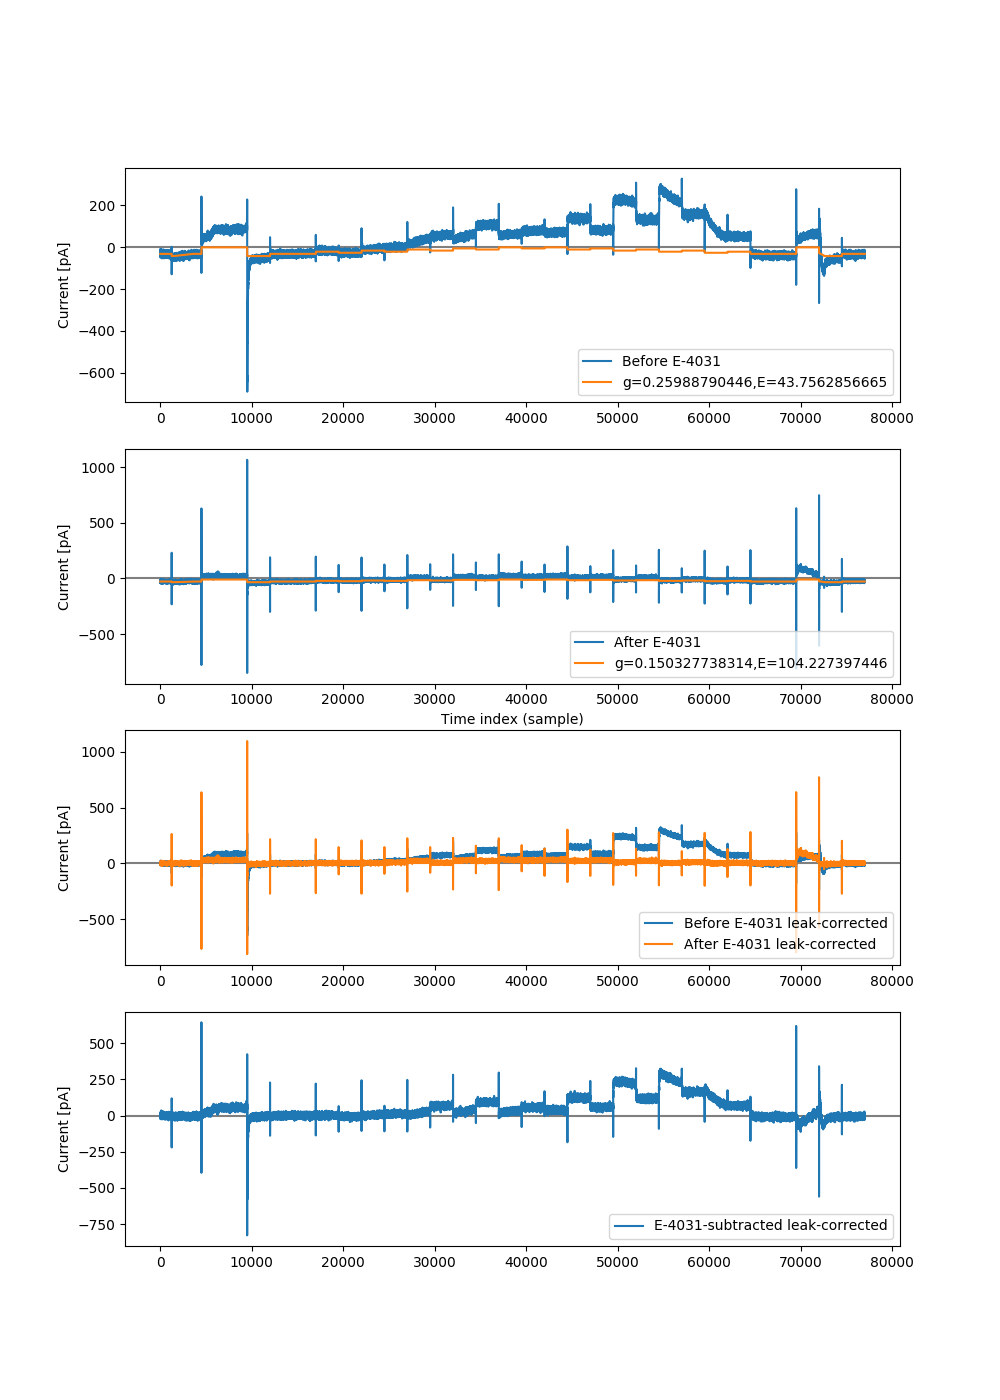 200
0
−200
−400
−600
Current [pA]
Before E-4031
g=0.25988790446,E=43.7562856665
0 10000 20000 30000 40000 50000 60000 70000 80000
1000
500
0
−500
Current [pA]
After E-4031
g=0.150327738314,E=104.227397446
0 10000 20000 30000 40000 50000 60000 70000 80000
Time index (sample)
1000
500
0
−500
Current [pA]
Before E-4031 leak-corrected
After E-4031 leak-corrected
0 10000 20000 30000 40000 50000 60000 70000 80000
500
250
0
−250
−500
−750
Current [pA]
E-4031-subtracted leak-corrected
0 10000 20000 30000 40000 50000 60000 70000 80000